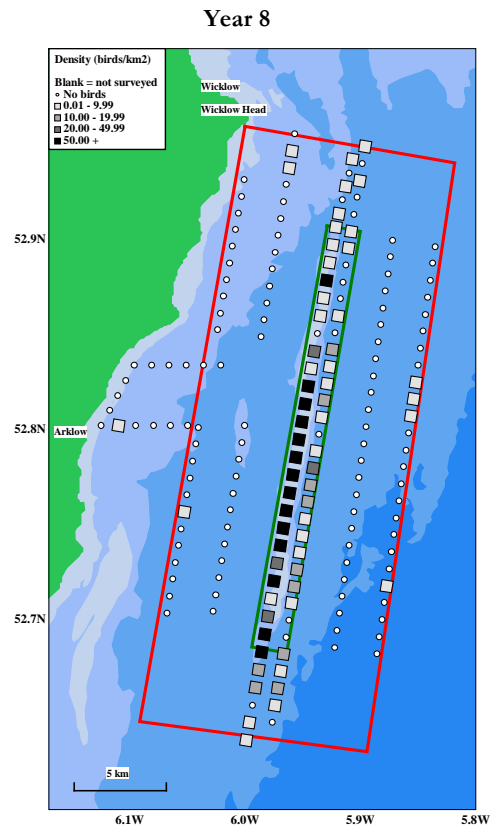 Year 8
Density (birds/km2)
Blank = not surveyed
No birds
0.01 - 9.99
10.00 - 19.99
20.00 - 49.99
50.00 +
Wicklow
Wicklow Head
52.9N
52.8N
Arklow
52.7N
5 km
6.1W 6.0W 5.9W 5.8W